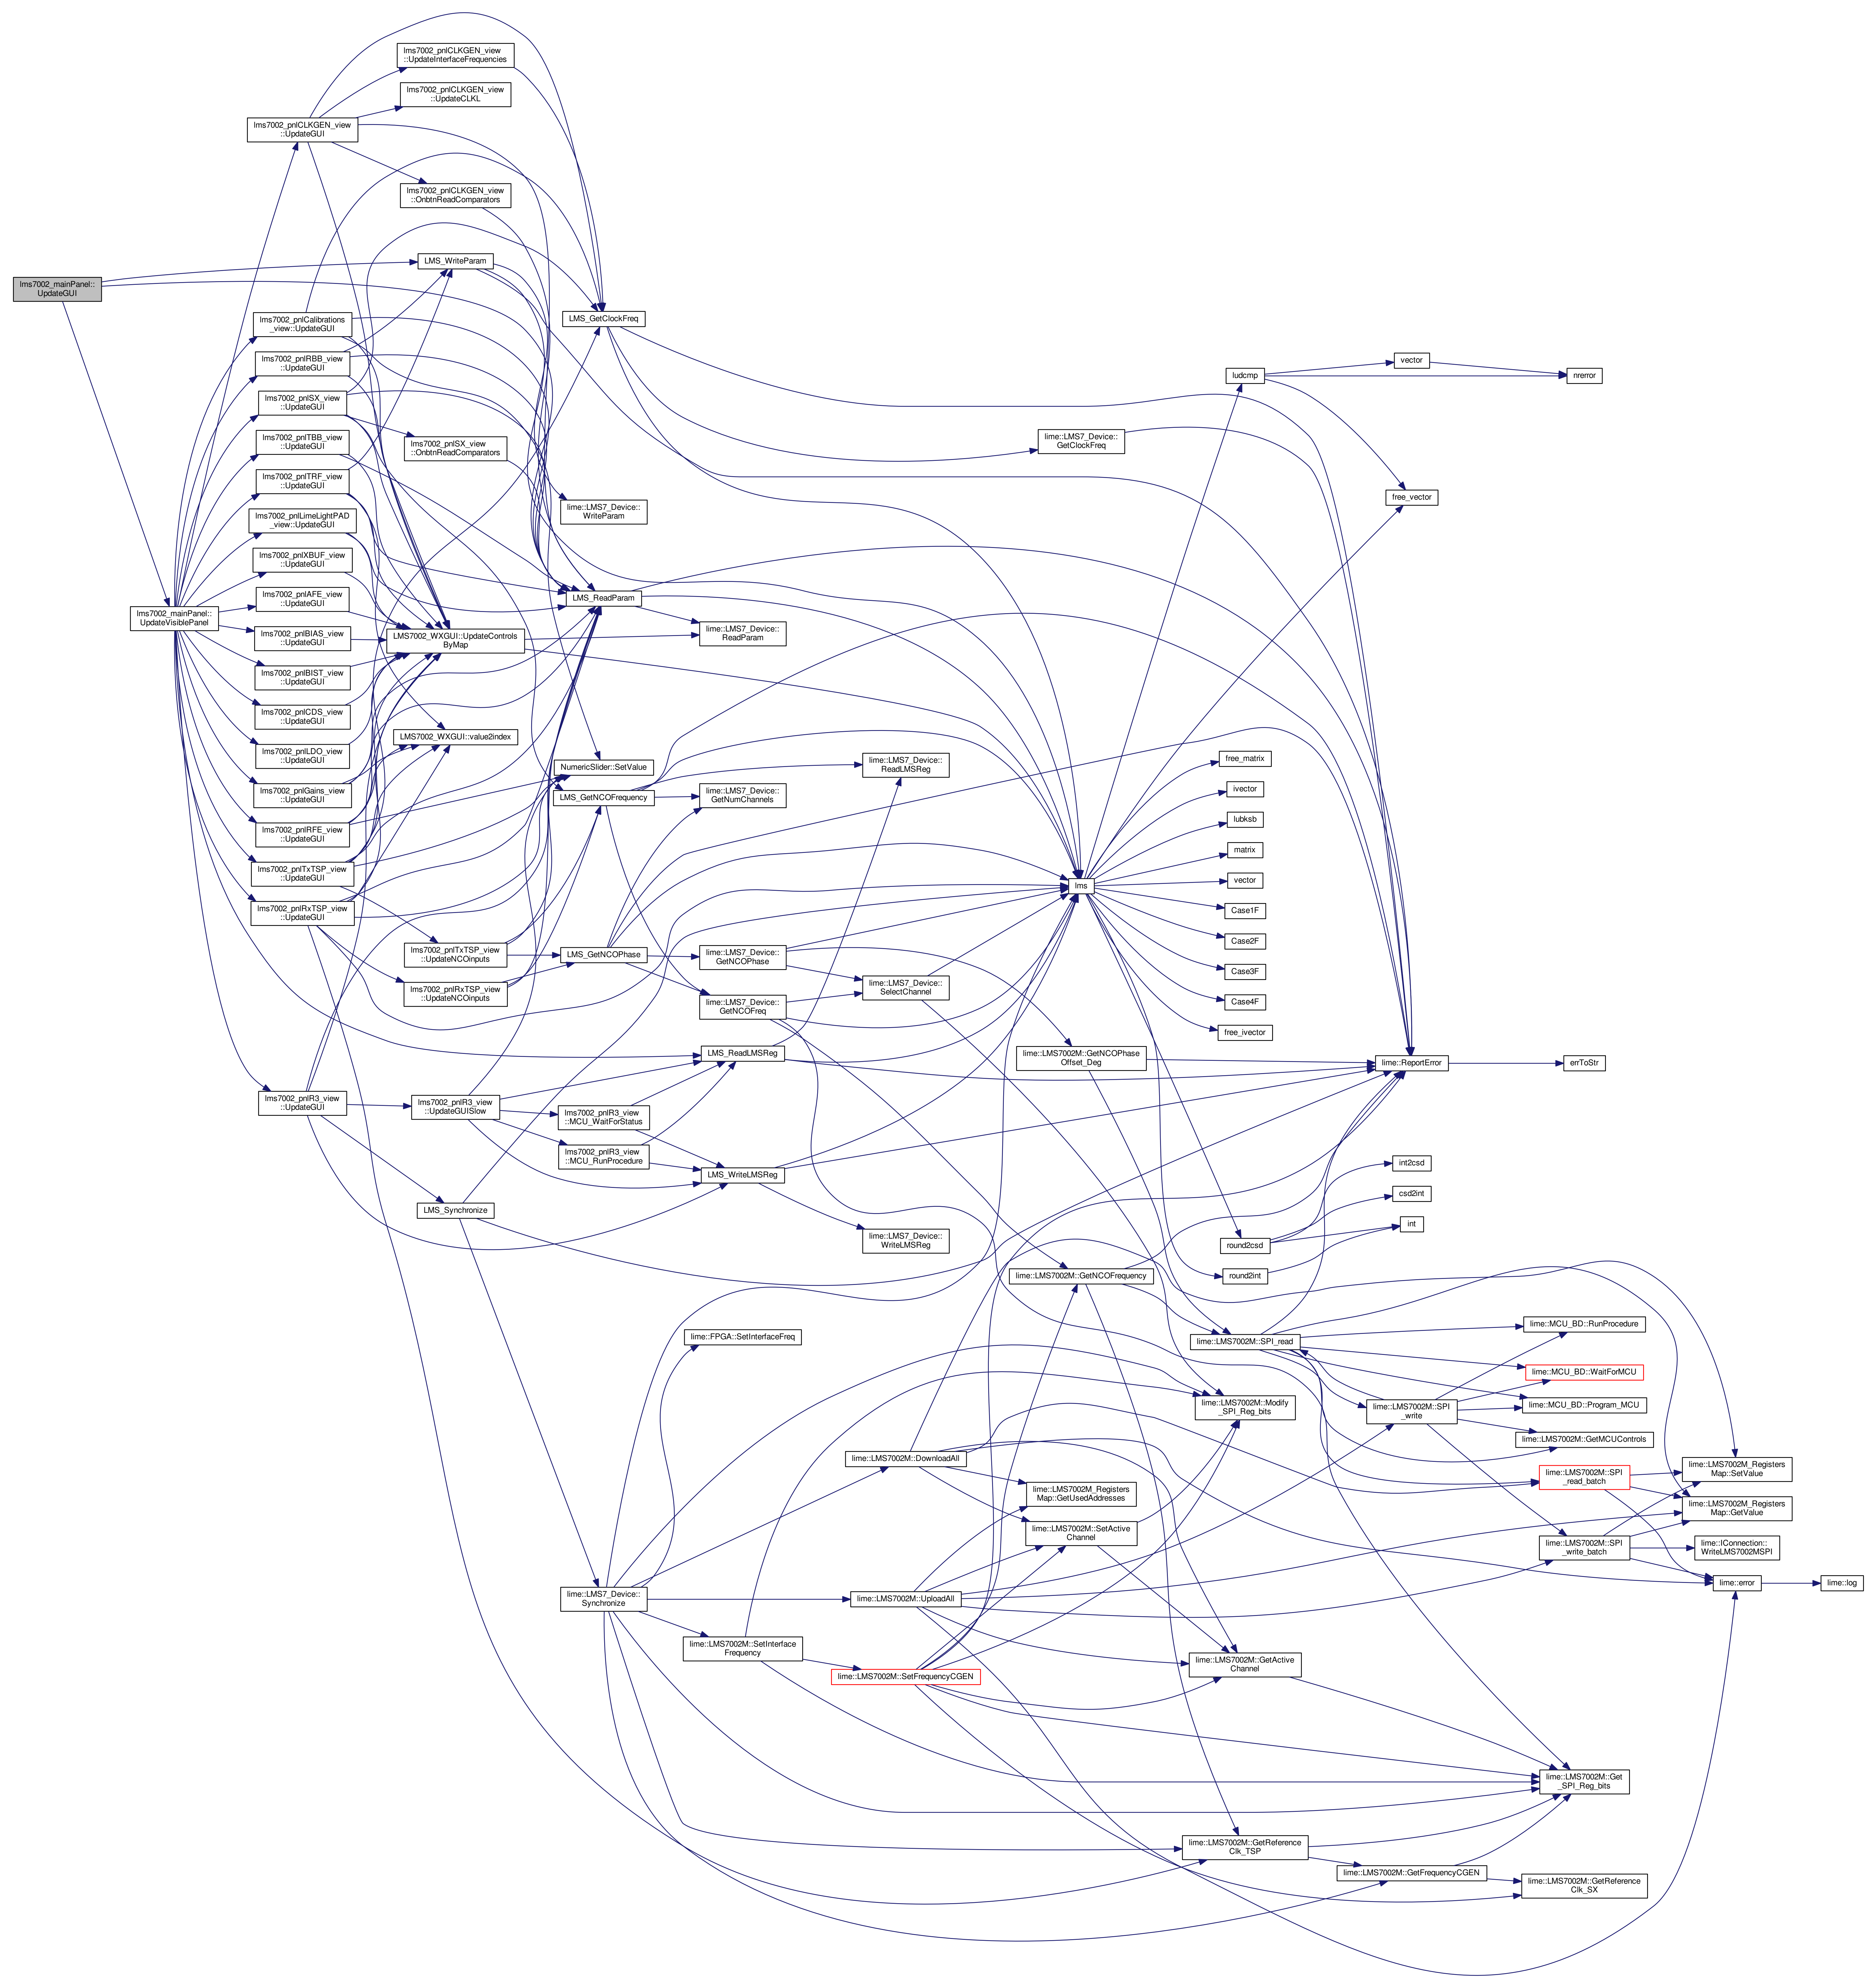 lms7002_pnlCLKGEN_view
::UpdateInterfaceFrequencies
lms7002_pnlCLKGEN_view
::UpdateCLKL
lms7002_pnlCLKGEN_view
::UpdateGUI
lms7002_pnlCLKGEN_view
::OnbtnReadComparators
LMS_WriteParam
lms7002_mainPanel::
UpdateGUI
lms7002_pnlCalibrations
_view::UpdateGUI
LMS_GetClockFreq
lms7002_pnlRBB_view
::UpdateGUI
vector
nrerror
ludcmp
lms7002_pnlSX_view
::UpdateGUI
lms7002_pnlTBB_view
::UpdateGUI
lms7002_pnlSX_view
::OnbtnReadComparators
lime::LMS7_Device::
GetClockFreq
lms7002_pnlTRF_view
::UpdateGUI
free_vector
lms7002_pnlLimeLightPAD
_view::UpdateGUI
lime::LMS7_Device::
WriteParam
lms7002_pnlXBUF_view
::UpdateGUI
lms7002_pnlAFE_view
::UpdateGUI
LMS_ReadParam
lms7002_mainPanel::
UpdateVisiblePanel
lms7002_pnlBIAS_view
::UpdateGUI
LMS7002_WXGUI::UpdateControls
ByMap
lime::LMS7_Device::
ReadParam
lms7002_pnlBIST_view
::UpdateGUI
lms7002_pnlCDS_view
::UpdateGUI
LMS7002_WXGUI::value2index
lms7002_pnlLDO_view
::UpdateGUI
NumericSlider::SetValue
lime::LMS7_Device::
ReadLMSReg
free_matrix
lms7002_pnlGains_view
::UpdateGUI
LMS_GetNCOFrequency
lime::LMS7_Device::
GetNumChannels
ivector
lms7002_pnlRFE_view
::UpdateGUI
lubksb
matrix
lms7002_pnlTxTSP_view
::UpdateGUI
lms
vector
lms7002_pnlRxTSP_view
::UpdateGUI
Case1F
Case2F
lms7002_pnlTxTSP_view
::UpdateNCOinputs
LMS_GetNCOPhase
lime::LMS7_Device::
GetNCOPhase
Case3F
lms7002_pnlRxTSP_view
::UpdateNCOinputs
lime::LMS7_Device::
SelectChannel
Case4F
lime::LMS7_Device::
GetNCOFreq
free_ivector
LMS_ReadLMSReg
lime::LMS7002M::GetNCOPhase
Offset_Deg
lime::ReportError
errToStr
lms7002_pnlR3_view
::UpdateGUI
lms7002_pnlR3_view
::UpdateGUISlow
lms7002_pnlR3_view
::MCU_WaitForStatus
lms7002_pnlR3_view
::MCU_RunProcedure
LMS_WriteLMSReg
int2csd
csd2int
LMS_Synchronize
int
lime::LMS7_Device::
WriteLMSReg
round2csd
lime::LMS7002M::GetNCOFrequency
round2int
lime::FPGA::SetInterfaceFreq
lime::LMS7002M::SPI_read
lime::MCU_BD::RunProcedure
lime::MCU_BD::WaitForMCU
lime::LMS7002M::Modify
_SPI_Reg_bits
lime::LMS7002M::SPI
_write
lime::MCU_BD::Program_MCU
lime::LMS7002M::GetMCUControls
lime::LMS7002M::DownloadAll
lime::LMS7002M_Registers
Map::SetValue
lime::LMS7002M::SPI
_read_batch
lime::LMS7002M_Registers
Map::GetUsedAddresses
lime::LMS7002M_Registers
Map::GetValue
lime::LMS7002M::SetActive
Channel
lime::LMS7002M::SPI
_write_batch
lime::IConnection::
WriteLMS7002MSPI
lime::error
lime::log
lime::LMS7_Device::
Synchronize
lime::LMS7002M::UploadAll
lime::LMS7002M::SetInterface
Frequency
lime::LMS7002M::GetActive
Channel
lime::LMS7002M::SetFrequencyCGEN
lime::LMS7002M::Get
_SPI_Reg_bits
lime::LMS7002M::GetReference
Clk_TSP
lime::LMS7002M::GetFrequencyCGEN
lime::LMS7002M::GetReference
Clk_SX